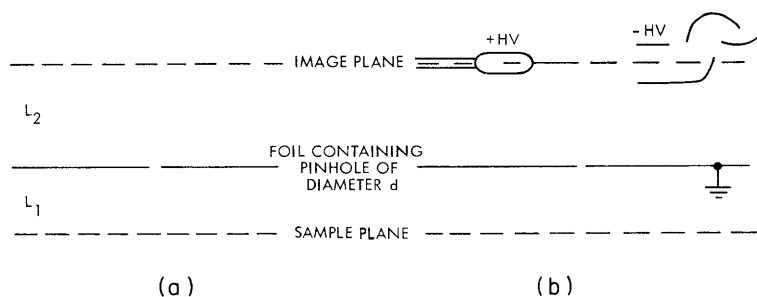 +HV
-HV
IMAGE PLANE
L2
FOIL CONTAINING
PINHOLE OF
DIAMETER d
L1
SAMPLE PLANE
(a)
(b)